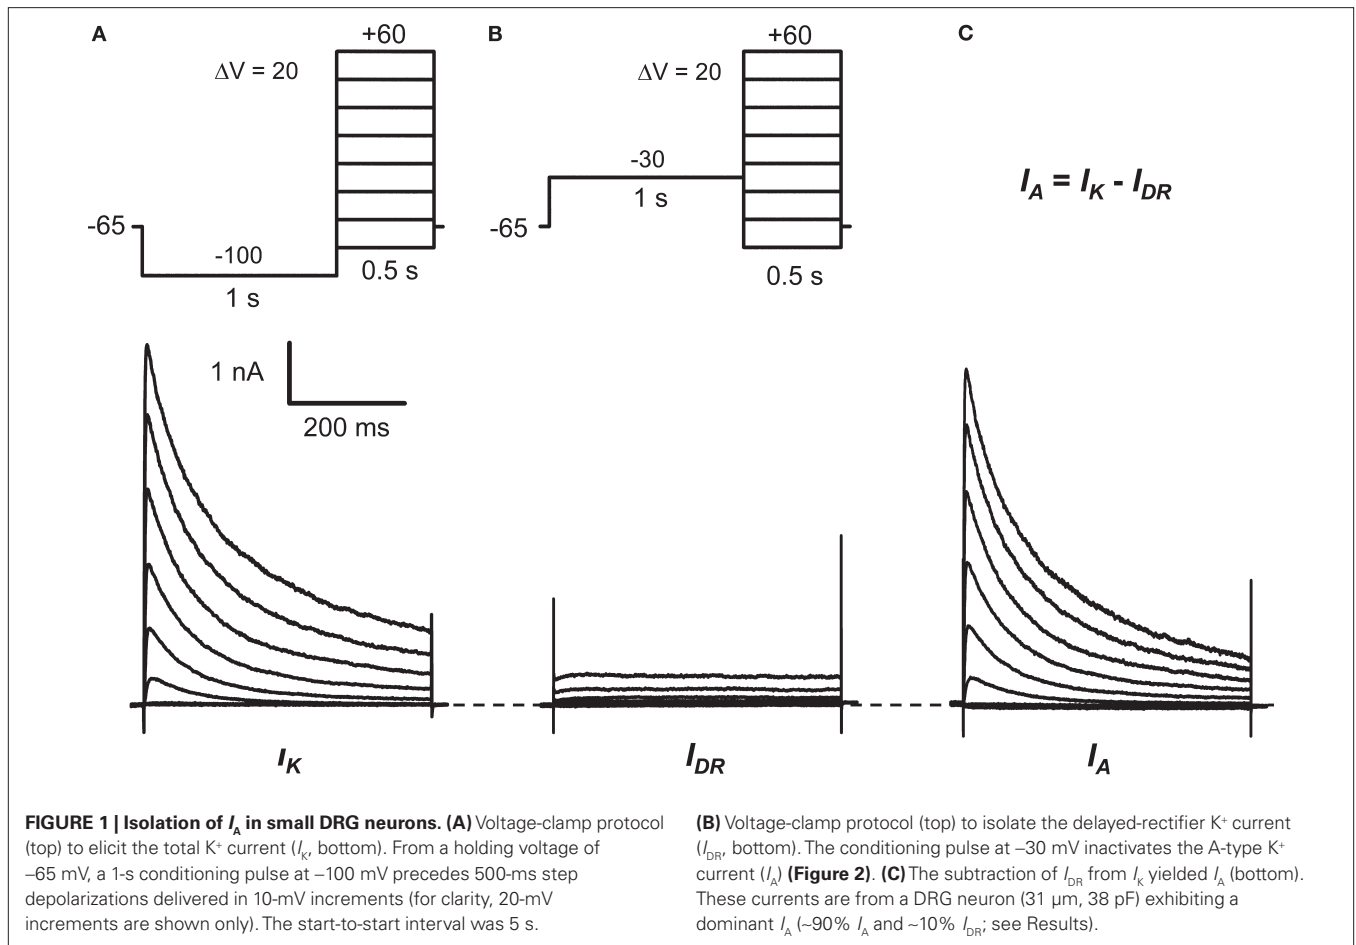 A
+60
ΔV = 20
-65
-100
1 s
0.5 s
1 nA
200 ms
I_K
B
+60
ΔV = 20
-30
1 s
-65
0.5 s
I_DR
C
I_A = I_K - I_DR
I_A
FIGURE 1 | Isolation of I_A in small DRG neurons. (A) Voltage-clamp protocol
(top) to elicit the total K⁺ current (I_K, bottom). From a holding voltage of
–65 mV, a 1-s conditioning pulse at –100 mV precedes 500-ms step
depolarizations delivered in 10-mV increments (for clarity, 20-mV
increments are shown only). The start-to-start interval was 5 s.
(B) Voltage-clamp protocol (top) to isolate the delayed-rectifier K⁺ current
(I_DR, bottom). The conditioning pulse at –30 mV inactivates the A-type K⁺
current (I_A) (Figure 2). (C) The subtraction of I_DR from I_K yielded I_A (bottom).
These currents are from a DRG neuron (31 μm, 38 pF) exhibiting a
dominant I_A (~90% I_A and ~10% I_DR; see Results).